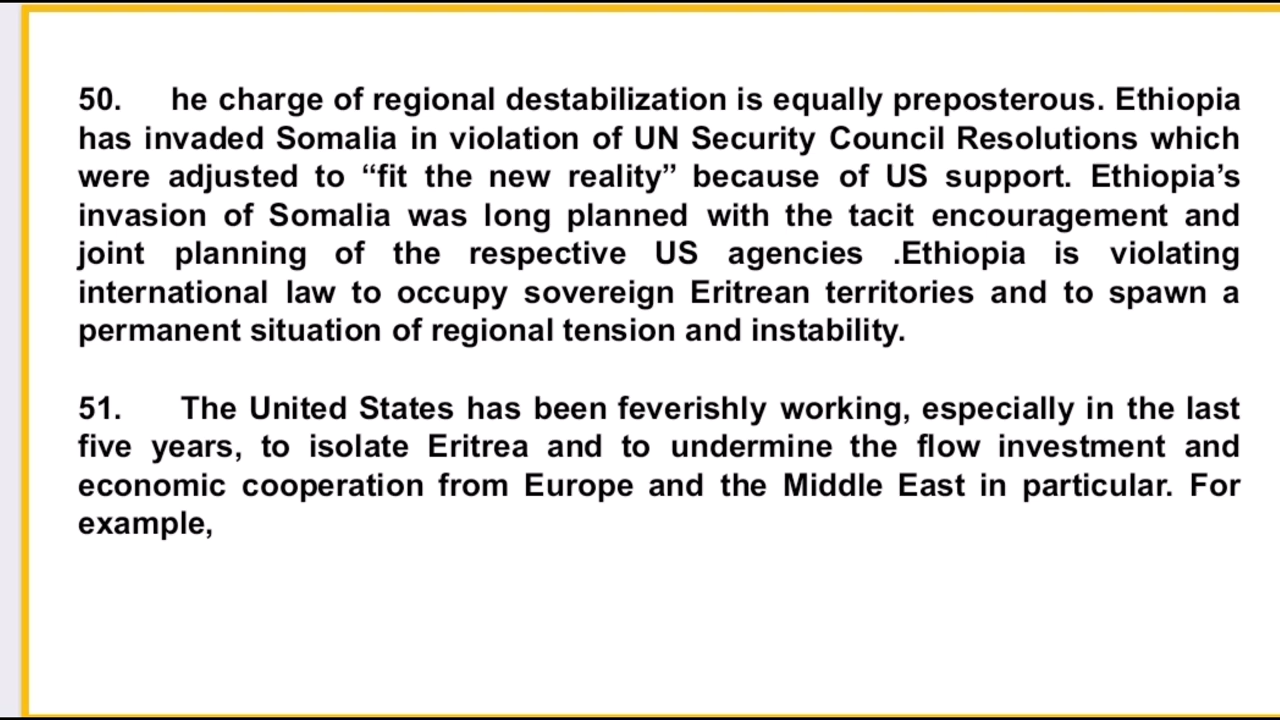 50. he charge of regional destabilization is equally preposterous. Ethiopia
has invaded Somalia in violation of UN Security Council Resolutions which
were adjusted to “fit the new reality” because of US support. Ethiopia’s
invasion of Somalia was long planned with the tacit encouragement and
joint planning of the respective US agencies .Ethiopia is violating
international law to occupy sovereign Eritrean territories and to spawn a
permanent situation of regional tension and instability.
51. The United States has been feverishly working, especially in the last
five years, to isolate Eritrea and to undermine the flow investment and
economic cooperation from Europe and the Middle East in particular. For
example,